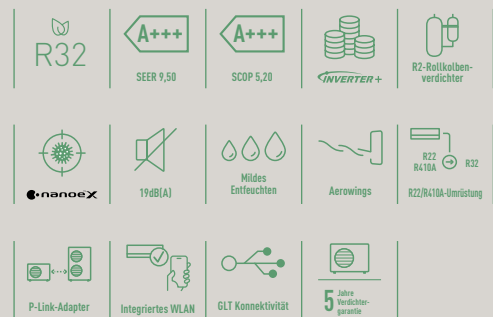 R32
A+++
SEER 9,50
A+++
SCOP 5,20
INVERTER+
R2-Rollkolben-
verdichter
nanoeX
19dB(A)
Mildes
Entfeuchten
Aerowings
R22
R410A
R32
R22/R410A-Umrüstung
P-Link-Adapter
Integriertes WLAN
GLT Konnektivität
5 Jahre
Verdichter-
garantie